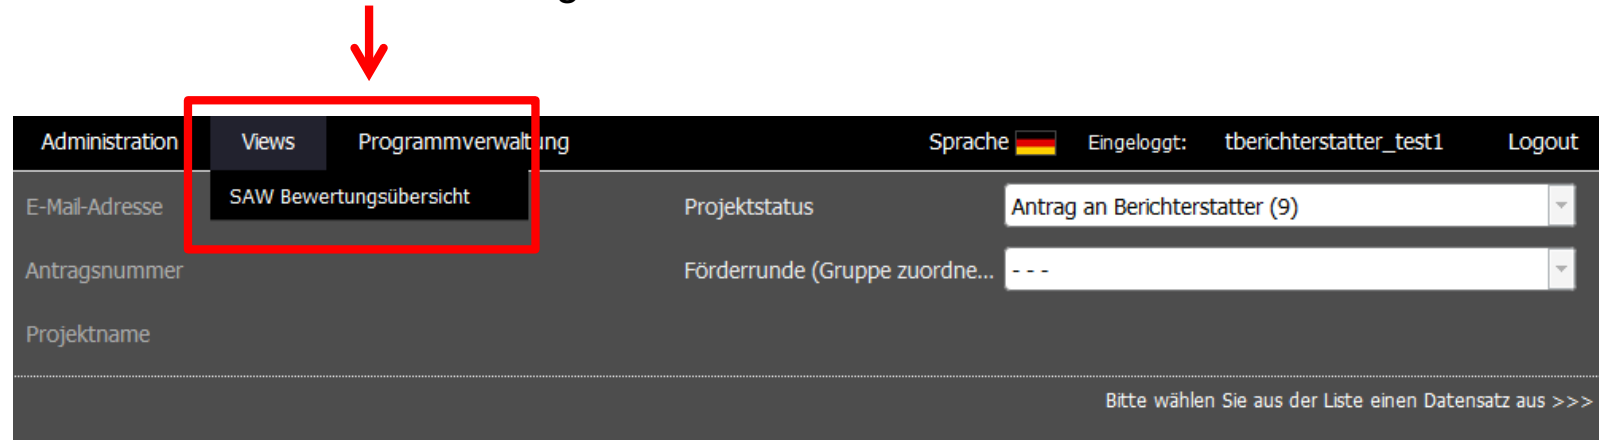 Administration Views Programmverwaltung Sprache Eingeloggt: tberichterstatter_test1 Logout
SAW Bewertungsübersicht
E-Mail-Adresse Projektstatus Antrag an Berichterstatter (9)
Antragsnummer Förderrunde (Gruppe zuordne... - - -
Projektname
Bitte wählen Sie aus der Liste einen Datensatz aus >>>